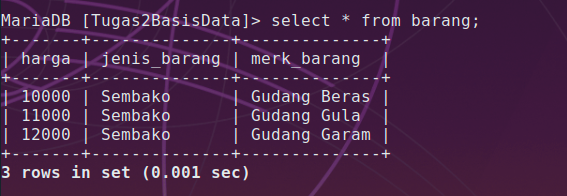 MariaDB [Tugas2BasisData]> select * from barang;
+-------+--------------+--------------+
| harga | jenis_barang | merk_barang  |
+-------+--------------+--------------+
| 10000 | Sembako      | Gudang Beras |
| 11000 | Sembako      | Gudang Gula  |
| 12000 | Sembako      | Gudang Garam |
+-------+--------------+--------------+
3 rows in set (0.001 sec)